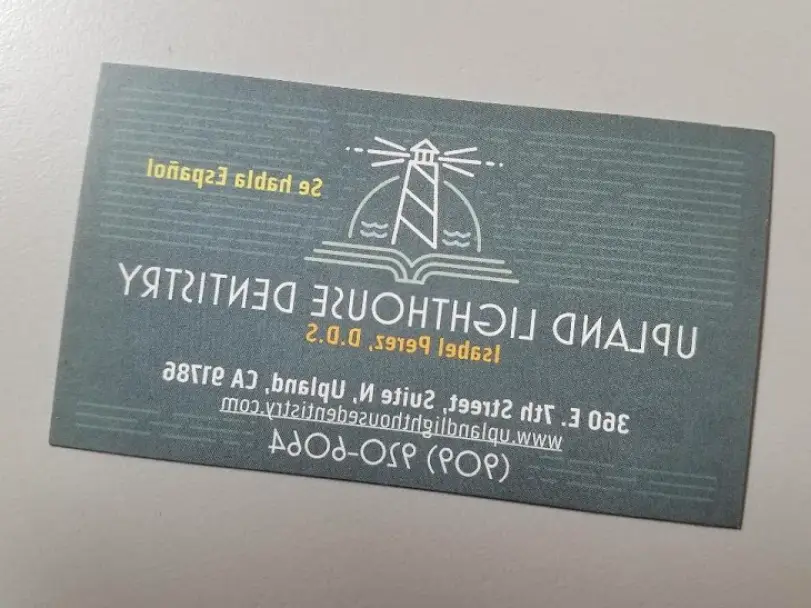 Se habla Español
UPLAND LIGHTHOUSE DENTISTRY
Isabel Perez, D.D.S
360 E. 7th Street, Suite N, Upland, CA 91786
www.uplandlighthousedentistry.com
(909) 920-6064